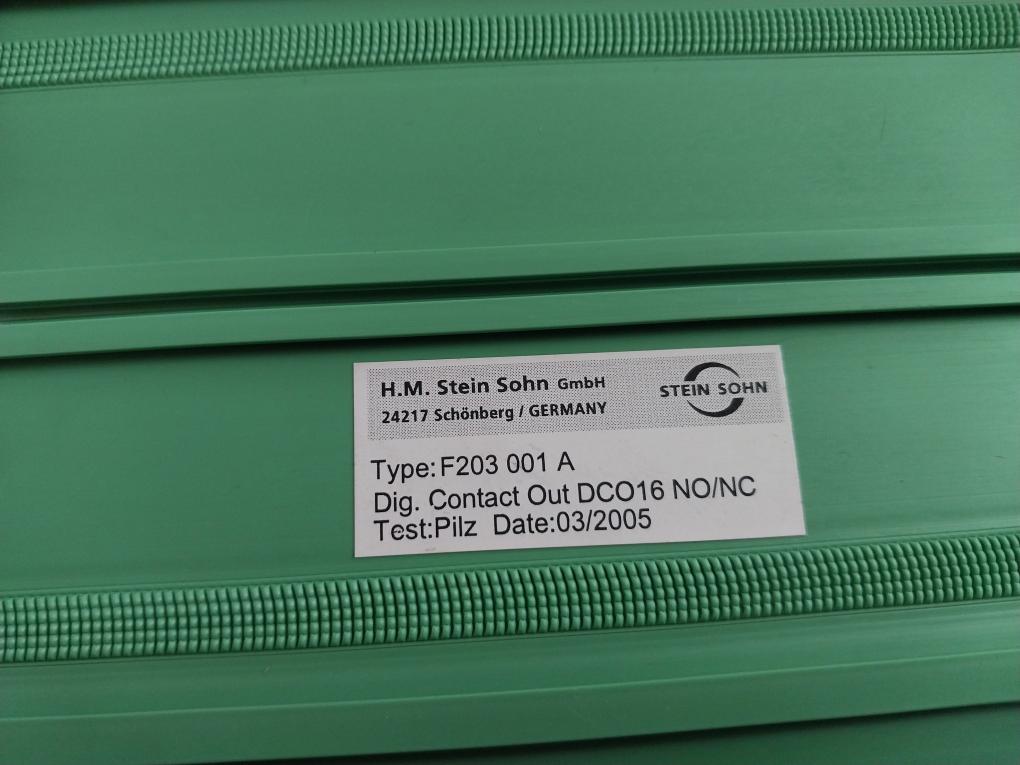 H.M. Stein Sohn GmbH
24217 Schönberg / GERMANY
STEIN SOHN
Type:F203 001 A
Dig. Contact Out DCO16 NO/NC
Test:Pilz Date:03/2005